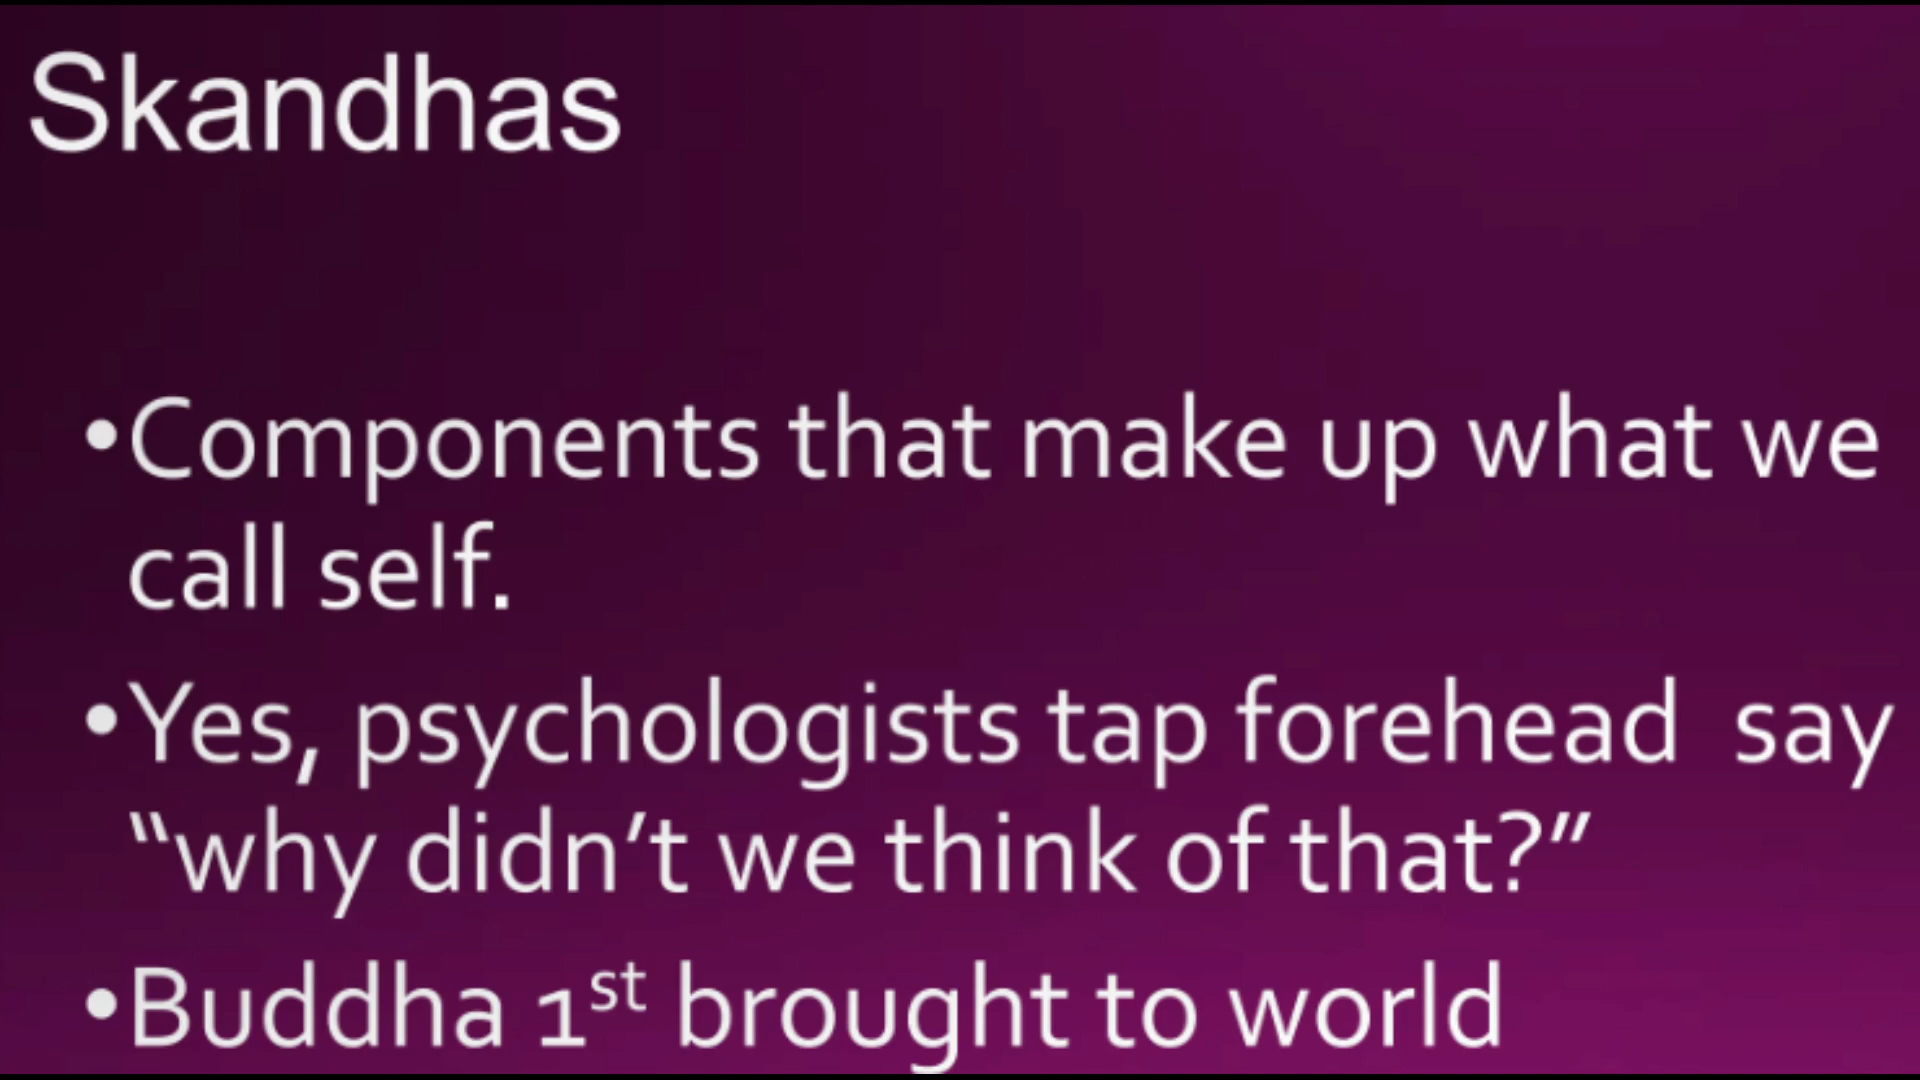 Skandhas
•Components that make up what we
call self.
•Yes, psychologists tap forehead  say
“why didn’t we think of that?”
•Buddha 1st brought to world